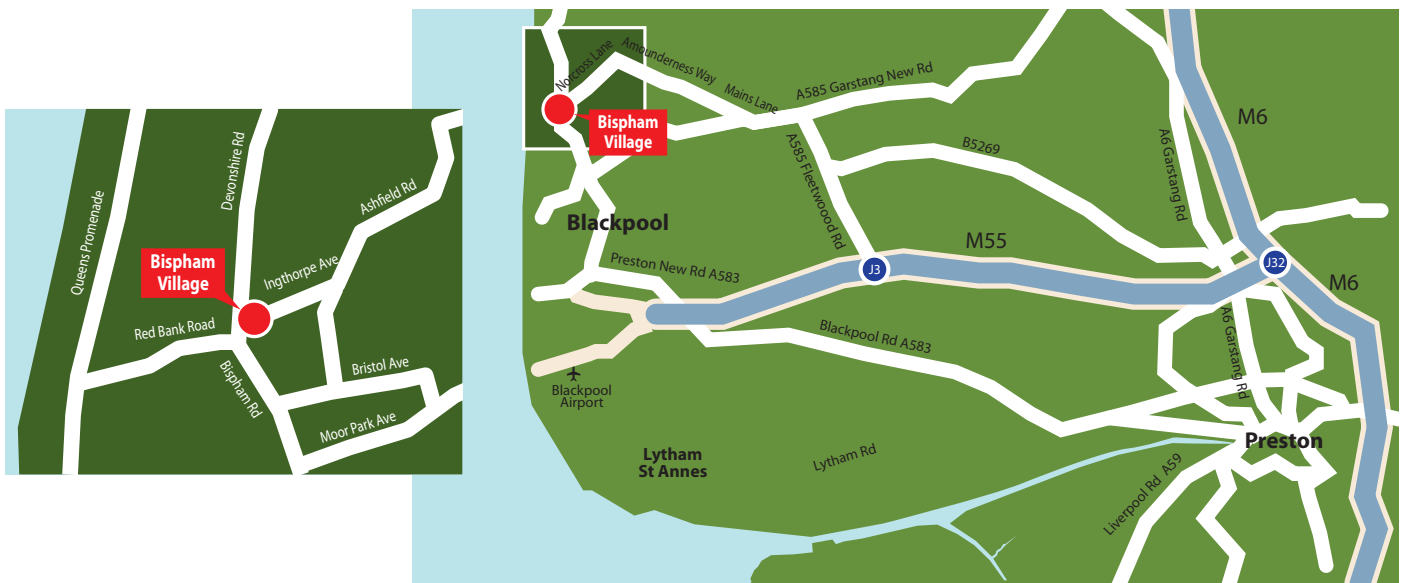 Queens Promenade
Devonshire Rd
Ashfield Rd
Bispham
Village
Ingthorpe Ave
Red Bank Road
Bispham Rd
Bristol Ave
Moor Park Ave
Norcross Lane
Amounderness Way
Mains Lane
A585 Garstang New Rd
Bispham
Village
A585 Fleetwoood Rd
B5269
A6 Garstang Rd
M6
Blackpool
M55
Preston New Rd A583
J3
J32
M6
Blackpool Rd A583
A6 Garstang Rd
Blackpool
Airport
Lytham
St Annes
Lytham Rd
Preston
Liverpool Rd A59